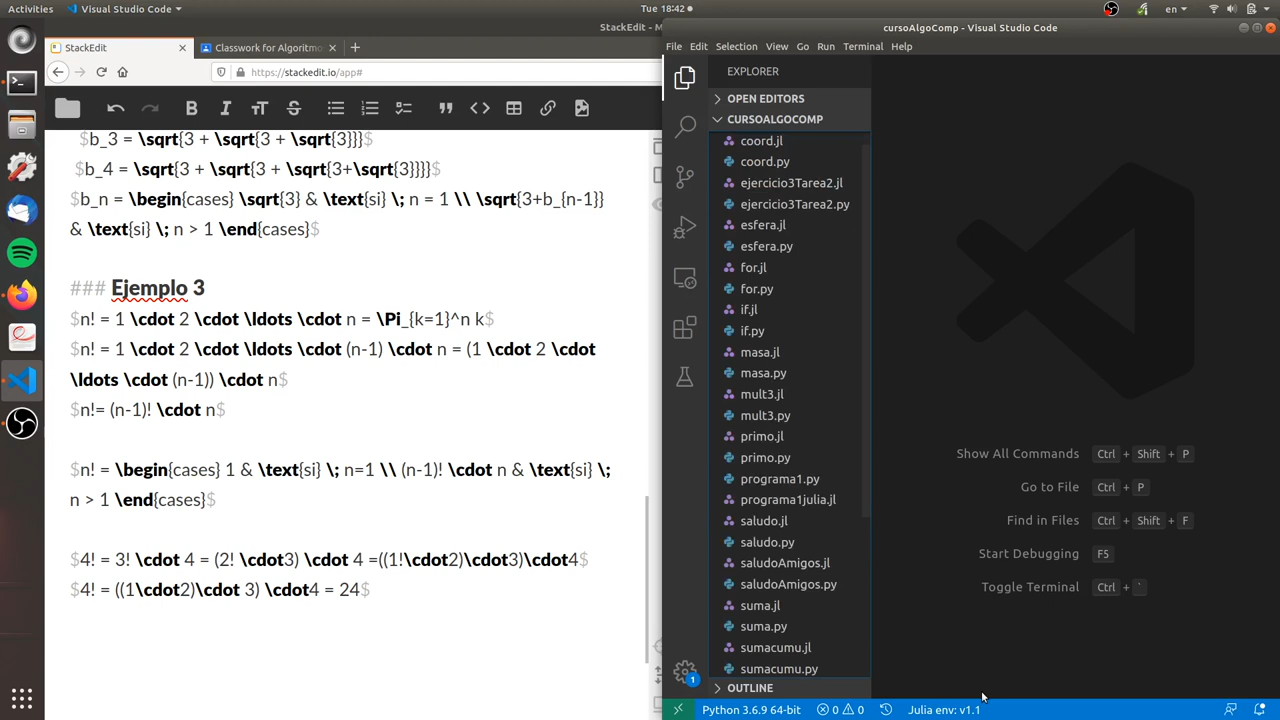 Activities
Visual Studio Code
Tue 18:42
en
StackEdit - M
StackEdit
Classwork for Algoritmo
https://stackedit.io/app#
$b_3 = \sqrt{3 + \sqrt{3 + \sqrt{3}}}$
$b_4 = \sqrt{3 + \sqrt{3 + \sqrt{3+\sqrt{3}}}}$
$b_n = \begin{cases} \sqrt{3} & \text{si} \; n = 1 \\ \sqrt{3+b_{n-1}}
& \text{si} \; n > 1 \end{cases}$
### Ejemplo 3
$n! = 1 \cdot 2 \cdot \ldots \cdot n = \Pi_{k=1}^n k$
$n! = 1 \cdot 2 \cdot \ldots \cdot (n-1) \cdot n = (1 \cdot 2 \cdot
\ldots \cdot (n-1)) \cdot n$
$n!= (n-1)! \cdot n$
$n! = \begin{cases} 1 & \text{si} \; n=1 \\ (n-1)! \cdot n & \text{si} \;
n > 1 \end{cases}$
$4! = 3! \cdot 4 = (2! \cdot3) \cdot 4 =((1!\cdot2)\cdot3)\cdot4$
$4! = ((1\cdot2)\cdot 3) \cdot4 = 24$
cursoAlgoComp - Visual Studio Code
File Edit Selection View Go Run Terminal Help
EXPLORER
OPEN EDITORS
CURSOALGOCOMP
coord.jl
coord.py
ejercicio3Tarea2.jl
ejercicio3Tarea2.py
esfera.jl
esfera.py
for.jl
for.py
if.jl
if.py
masa.jl
masa.py
mult3.jl
mult3.py
primo.jl
primo.py
programa1.py
programa1julia.jl
saludo.jl
saludo.py
saludoAmigos.jl
saludoAmigos.py
suma.jl
suma.py
sumacumu.jl
sumacumu.py
OUTLINE
Show All Commands Ctrl + Shift + P
Go to File Ctrl + P
Find in Files Ctrl + Shift + F
Start Debugging F5
Toggle Terminal Ctrl + `
1
Python 3.6.9 64-bit
0
0
Julia env: v1.1